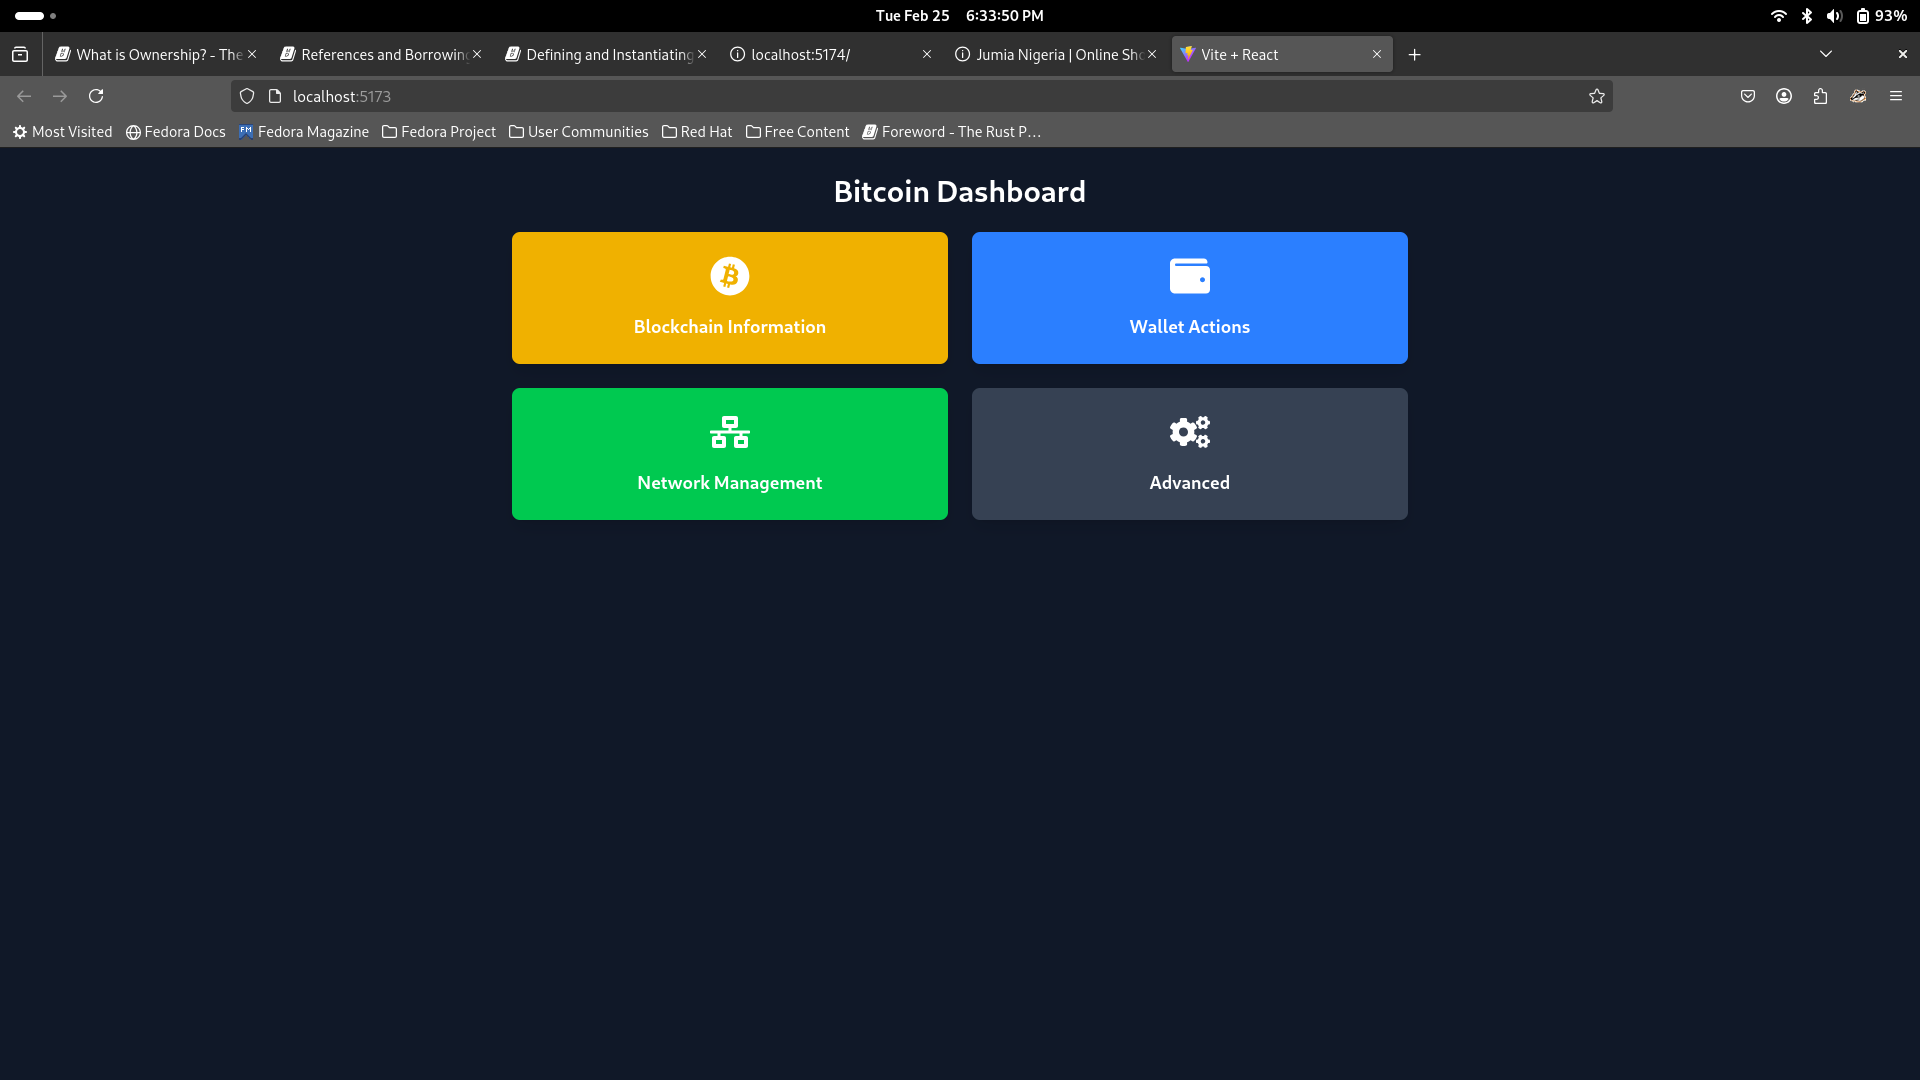 Tue Feb 25 6:33:50 PM 93%
What is Ownership? - The References and Borrowing Defining and Instantiating localhost:5174/ Jumia Nigeria | Online Sho Vite + React
localhost:5173
Most Visited Fedora Docs Fedora Magazine Fedora Project User Communities Red Hat Free Content Foreword - The Rust P…
Bitcoin Dashboard
Blockchain Information Wallet Actions
Network Management Advanced